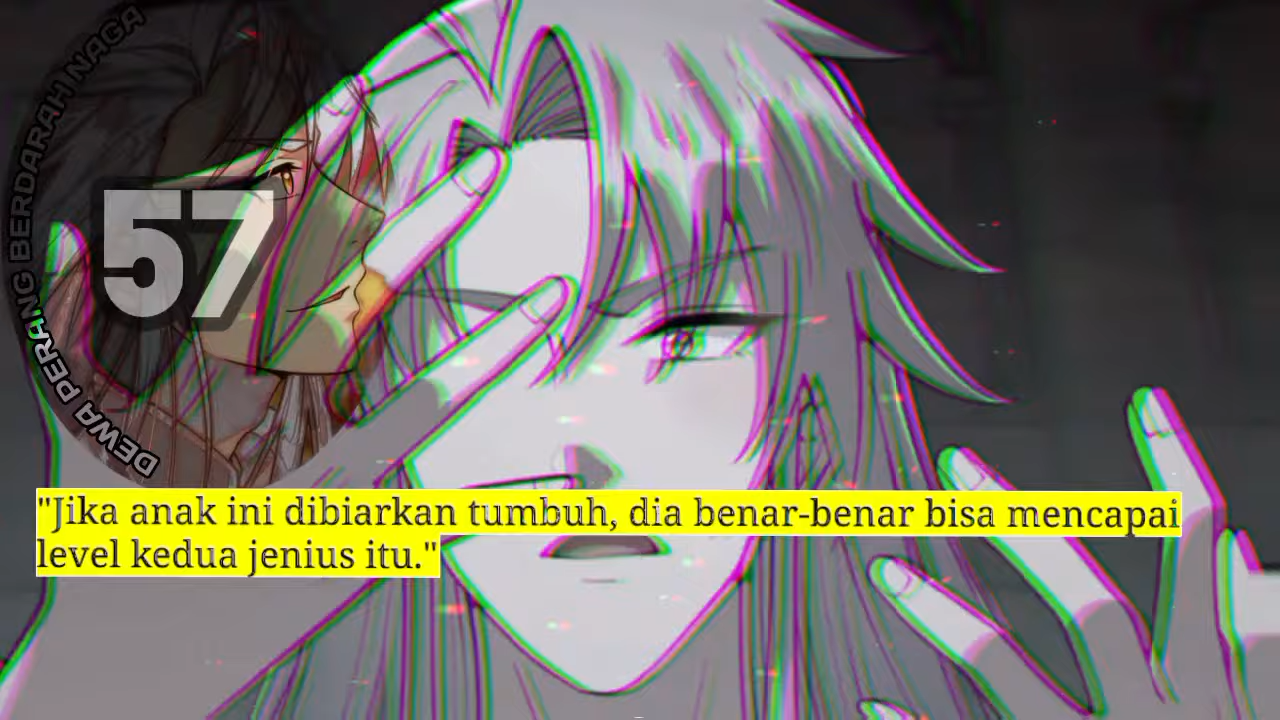 DEWA PERANG BERDARAH NAGA
57
"Jika anak ini dibiarkan tumbuh, dia benar-benar bisa mencapai
level kedua jenius itu."